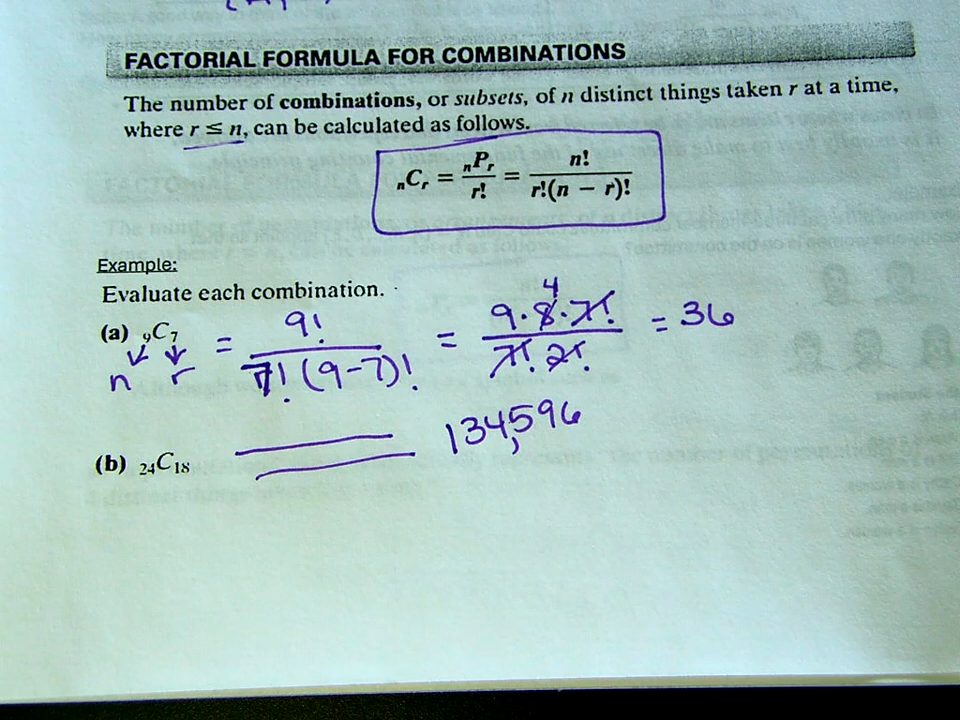 FACTORIAL FORMULA FOR COMBINATIONS
The number of combinations, or subsets, of n distinct things taken r at a time,
where r ≤ n, can be calculated as follows.
nCr = nPr / r! = n! / r!(n − r)!
Example:
Evaluate each combination.
(a) 9C7 = 9! / 7!(9-7)! = 9·8·7! / 7!·2! = 36
4
n r
(b) 24C18 = 134,596